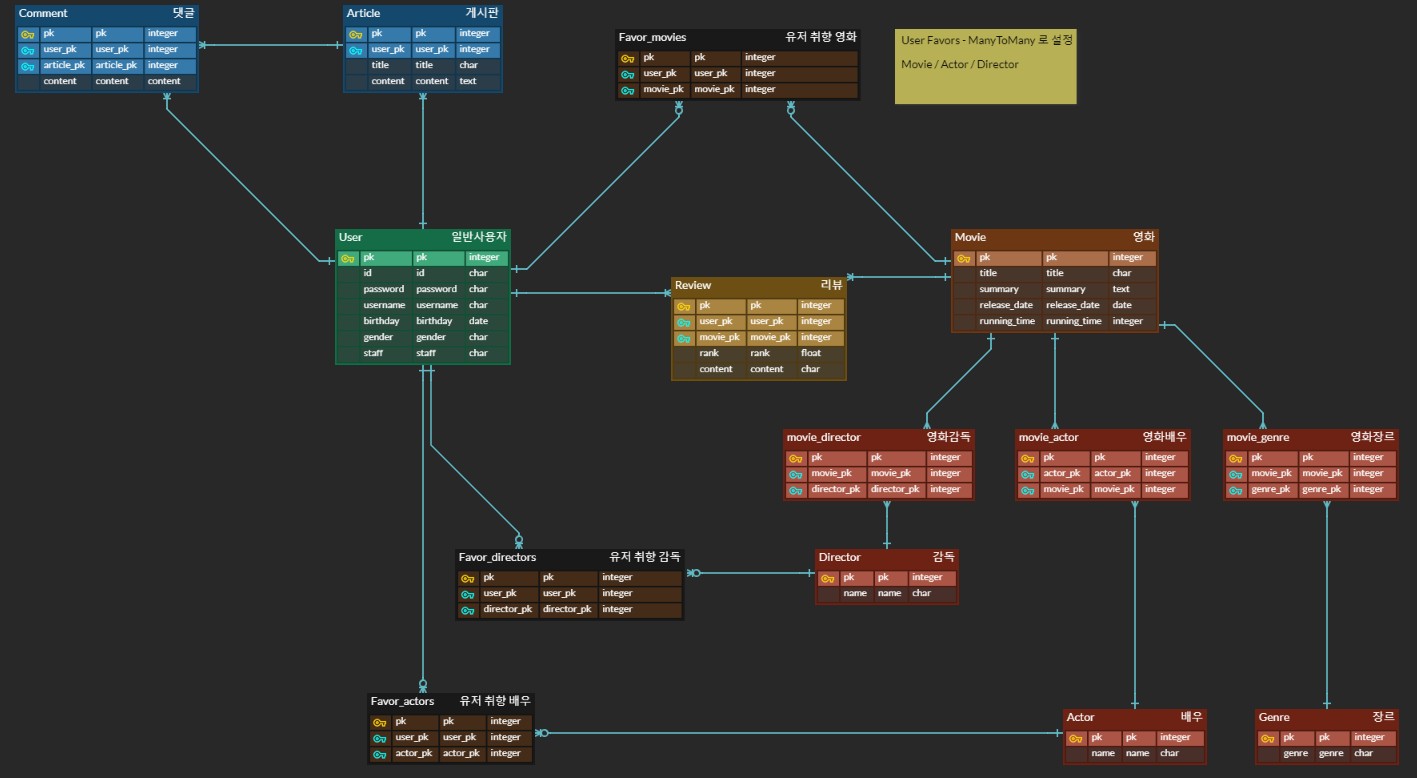 Comment 댓글
pk pk integer
user_pk user_pk integer
article_pk article_pk integer
content content content
Article 게시판
pk pk integer
user_pk user_pk integer
title title char
content content text
Favor_movies 유저 취향 영화
pk pk integer
user_pk user_pk integer
movie_pk movie_pk integer
User Favors - ManyToMany 로 설정
Movie / Actor / Director
User 일반사용자
pk pk integer
id id char
password password char
username username char
birthday birthday date
gender gender char
staff staff char
Review 리뷰
pk pk integer
user_pk user_pk integer
movie_pk movie_pk integer
rank rank float
content content char
Movie 영화
pk pk integer
title title char
summary summary text
release_date release_date date
running_time running_time integer
movie_director 영화감독
pk pk integer
movie_pk movie_pk integer
director_pk director_pk integer
movie_actor 영화배우
pk pk integer
actor_pk actor_pk integer
movie_pk movie_pk integer
movie_genre 영화장르
pk pk integer
movie_pk movie_pk integer
genre_pk genre_pk integer
Favor_directors 유저 취향 감독
pk pk integer
user_pk user_pk integer
director_pk director_pk integer
Director 감독
pk pk integer
name name char
Favor_actors 유저 취향 배우
pk pk integer
user_pk user_pk integer
actor_pk actor_pk integer
Actor 배우
pk pk integer
name name char
Genre 장르
pk pk integer
genre genre char